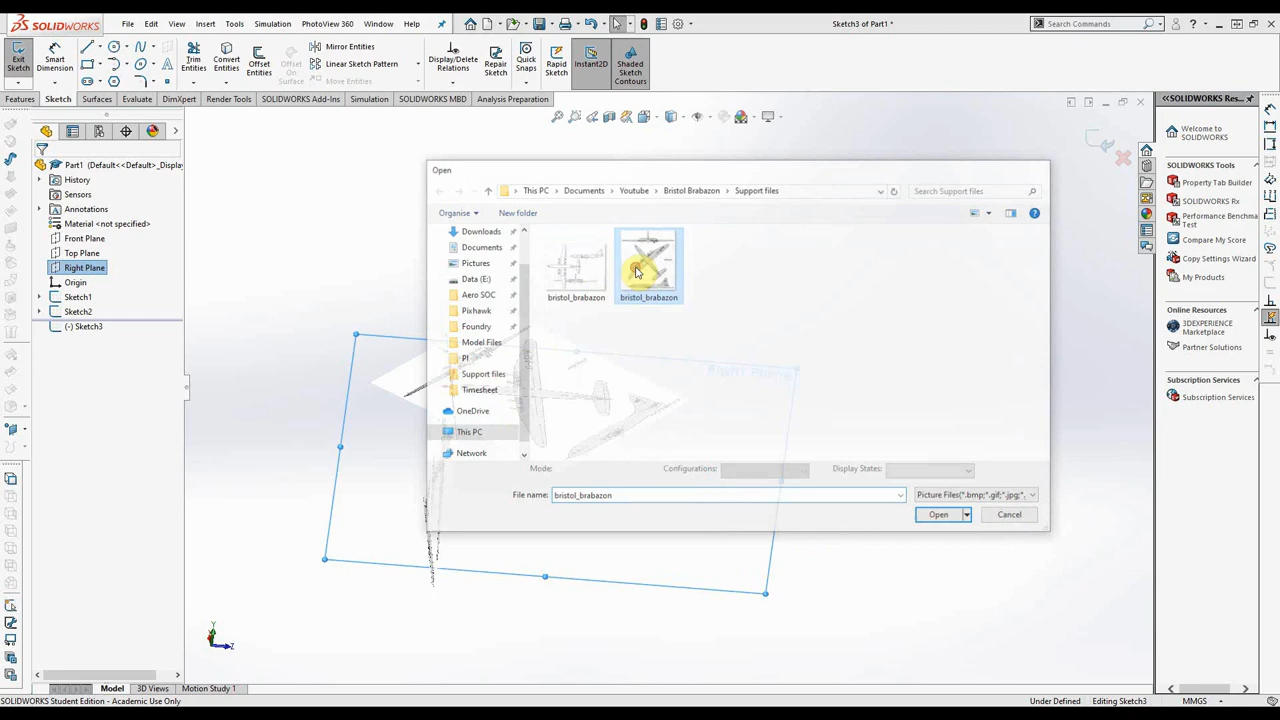 SOLIDWORKS
File Edit View Insert Tools Simulation PhotoView 360 Window Help
Sketch3 of Part1 *
Search Commands
Exit Sketch
Smart Dimension
Trim Entities
Convert Entities
Offset Entities
Offset On Surface
Mirror Entities
Linear Sketch Pattern
Move Entities
Display/Delete Relations
Repair Sketch
Quick Snaps
Rapid Sketch
Instant2D
Shaded Sketch Contours
Features Sketch Surfaces Evaluate DimXpert Render Tools SOLIDWORKS Add-Ins Simulation SOLIDWORKS MBD Analysis Preparation
Part1 (Default<<Default>_Displa
History
Sensors
Annotations
Material <not specified>
Front Plane
Top Plane
Right Plane
Origin
Sketch1
Sketch2
(-) Sketch3
Open
This PC > Documents > Youtube > Bristol Brabazon > Support files
Search Support files
Organise New folder
Downloads
Documents
Pictures
Data (E:)
Aero SOC
Pixhawk
Foundry
Model Files
PI
Support files
Timesheet
OneDrive
This PC
Network
bristol_brabazon
bristol_brabazon
Mode: Configurations: Display States:
File name: bristol_brabazon
Picture Files(*.bmp;*.gif;*.jpg;*.
Open Cancel
Right Plane
Y
Z
SOLIDWORKS Res...
Welcome to SOLIDWORKS
SOLIDWORKS Tools
Property Tab Builder
SOLIDWORKS Rx
Performance Benchma Test
Compare My Score
Copy Settings Wizard
My Products
Online Resources
3DEXPERIENCE Marketplace
Partner Solutions
Subscription Services
Subscription Services
Model 3D Views Motion Study 1
SOLIDWORKS Student Edition - Academic Use Only
Under Defined Editing Sketch3 MMGS